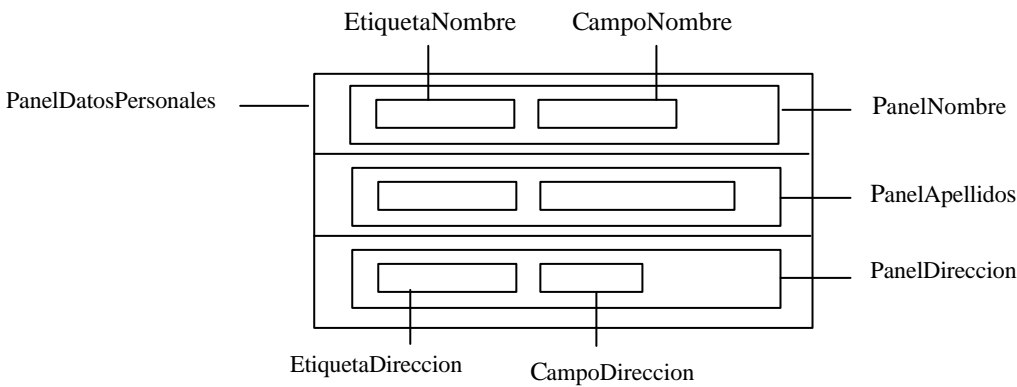 EtiquetaNombre CampoNombre
PanelDatosPersonales
PanelNombre
PanelApellidos
PanelDireccion
EtiquetaDireccion
CampoDireccion